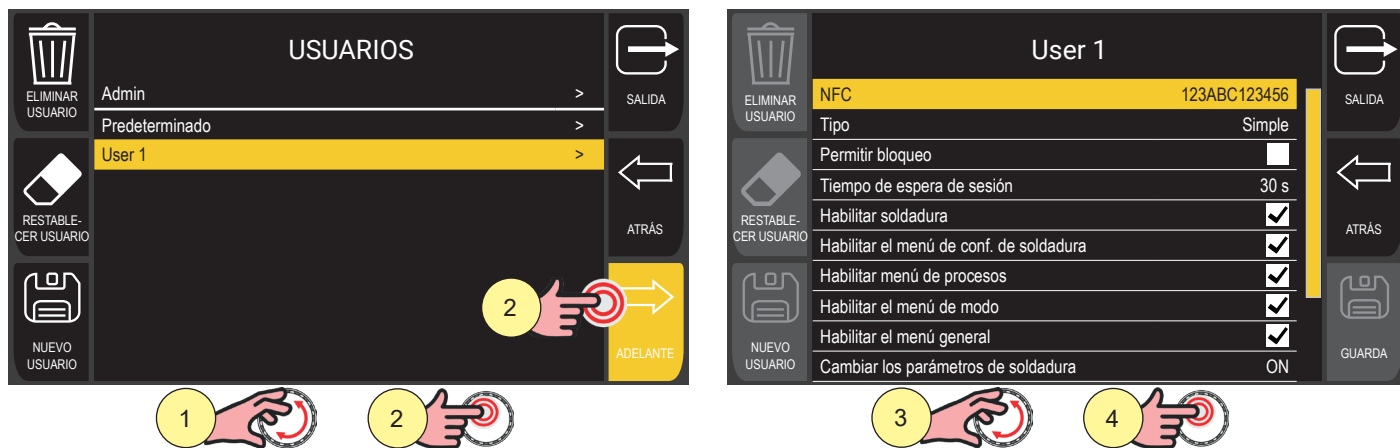 USUARIOS
ELIMINAR
USUARIO
Admin >
Predeterminado >
User 1 >
SALIDA
RESTABLE-
CER USUARIO
ATRÁS
NUEVO
USUARIO
2
ADELANTE
1
2
User 1
ELIMINAR
USUARIO
NFC 123ABC123456
Tipo Simple
Permitir bloqueo
Tiempo de espera de sesión 30 s
Habilitar soldadura
Habilitar el menú de conf. de soldadura
Habilitar menú de procesos
Habilitar el menú de modo
Habilitar el menú general
Cambiar los parámetros de soldadura ON
SALIDA
RESTABLE-
CER USUARIO
ATRÁS
NUEVO
USUARIO
GUARDA
3
4